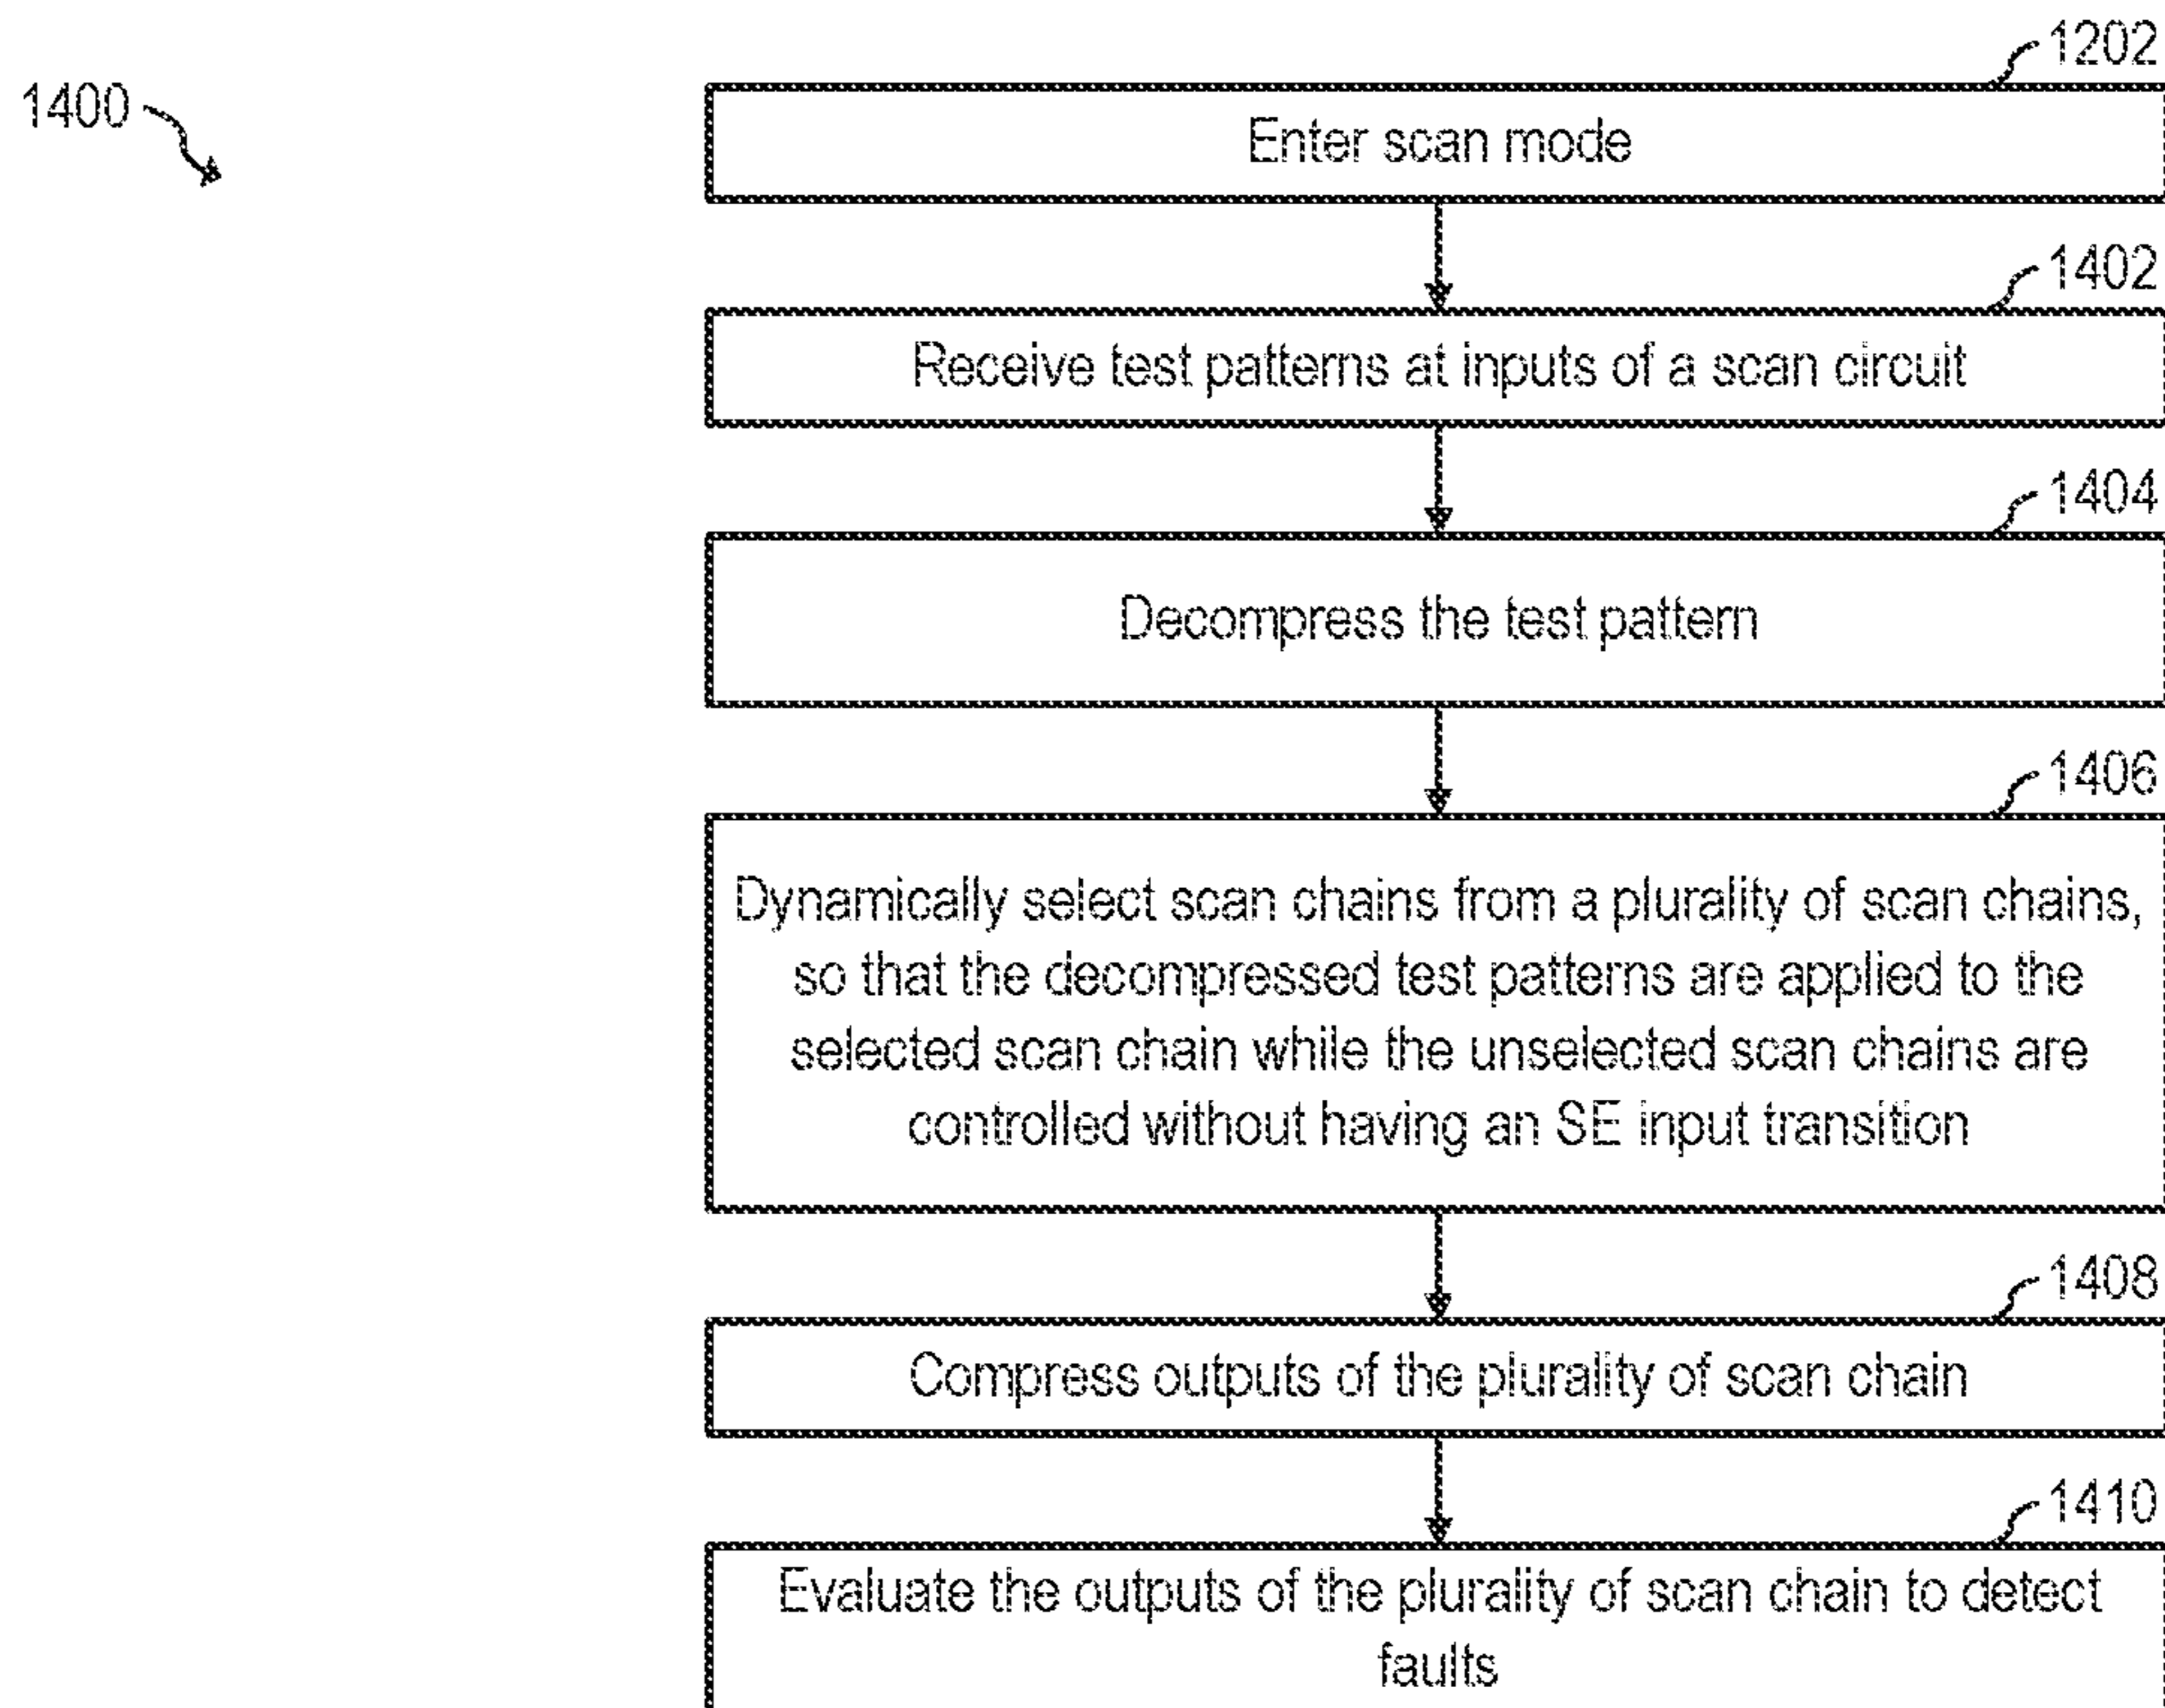 1202
1400
Enter scan mode
1402
Receive test patterns at inputs of a scan circuit
1404
Decompress the test pattern
1406
Dynamically select scan chains from a plurality of scan chains,
so that the decompressed test patterns are applied to the
selected scan chain while the unselected scan chains are
controlled without having an SE input transition
1408
Compress outputs of the plurality of scan chain
1410
Evaluate the outputs of the plurality of scan chain to detect
faults